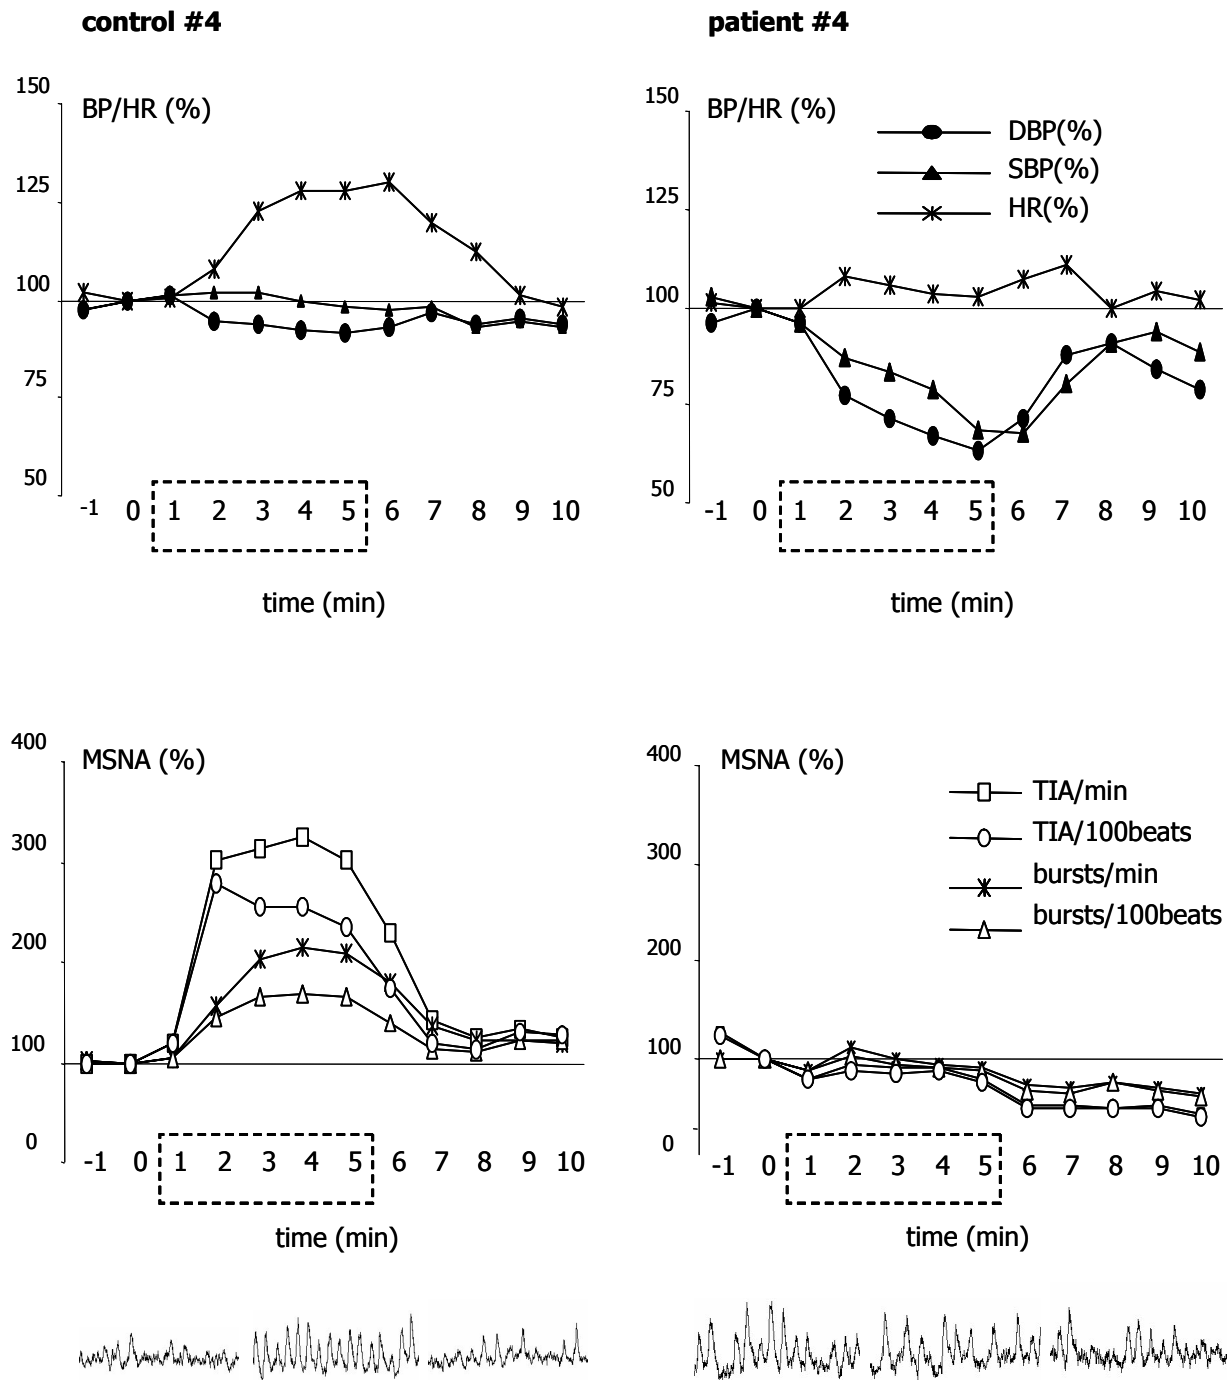 control #4
patient #4
150
BP/HR (%)
125
100
75
50
-1 0 1 2 3 4 5 6 7 8 9 10
time (min)
150
BP/HR (%)
DBP(%)
SBP(%)
HR(%)
125
100
75
50
-1 0 1 2 3 4 5 6 7 8 9 10
time (min)
400
MSNA (%)
300
200
100
0
-1 0 1 2 3 4 5 6 7 8 9 10
time (min)
400
MSNA (%)
TIA/min
TIA/100beats
bursts/min
bursts/100beats
300
200
100
0
-1 0 1 2 3 4 5 6 7 8 9 10
time (min)